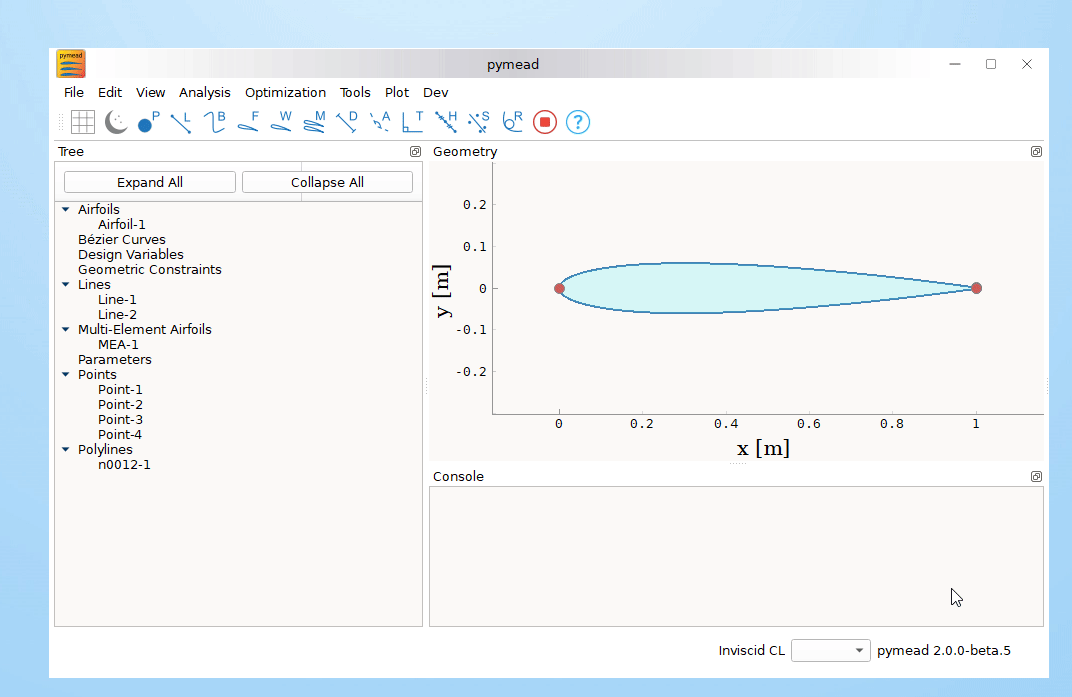 pymead
pymead
File Edit View Analysis Optimization Tools Plot Dev
P L B F W M D A T H S R ?
Tree
Expand All Collapse All
Airfoils
Airfoil-1
Bézier Curves
Design Variables
Geometric Constraints
Lines
Line-1
Line-2
Multi-Element Airfoils
MEA-1
Parameters
Points
Point-1
Point-2
Point-3
Point-4
Polylines
n0012-1
Geometry
0.2
0.1
0
-0.1
-0.2
y [m]
0 0.2 0.4 0.6 0.8 1
x [m]
Console
Inviscid CL pymead 2.0.0-beta.5